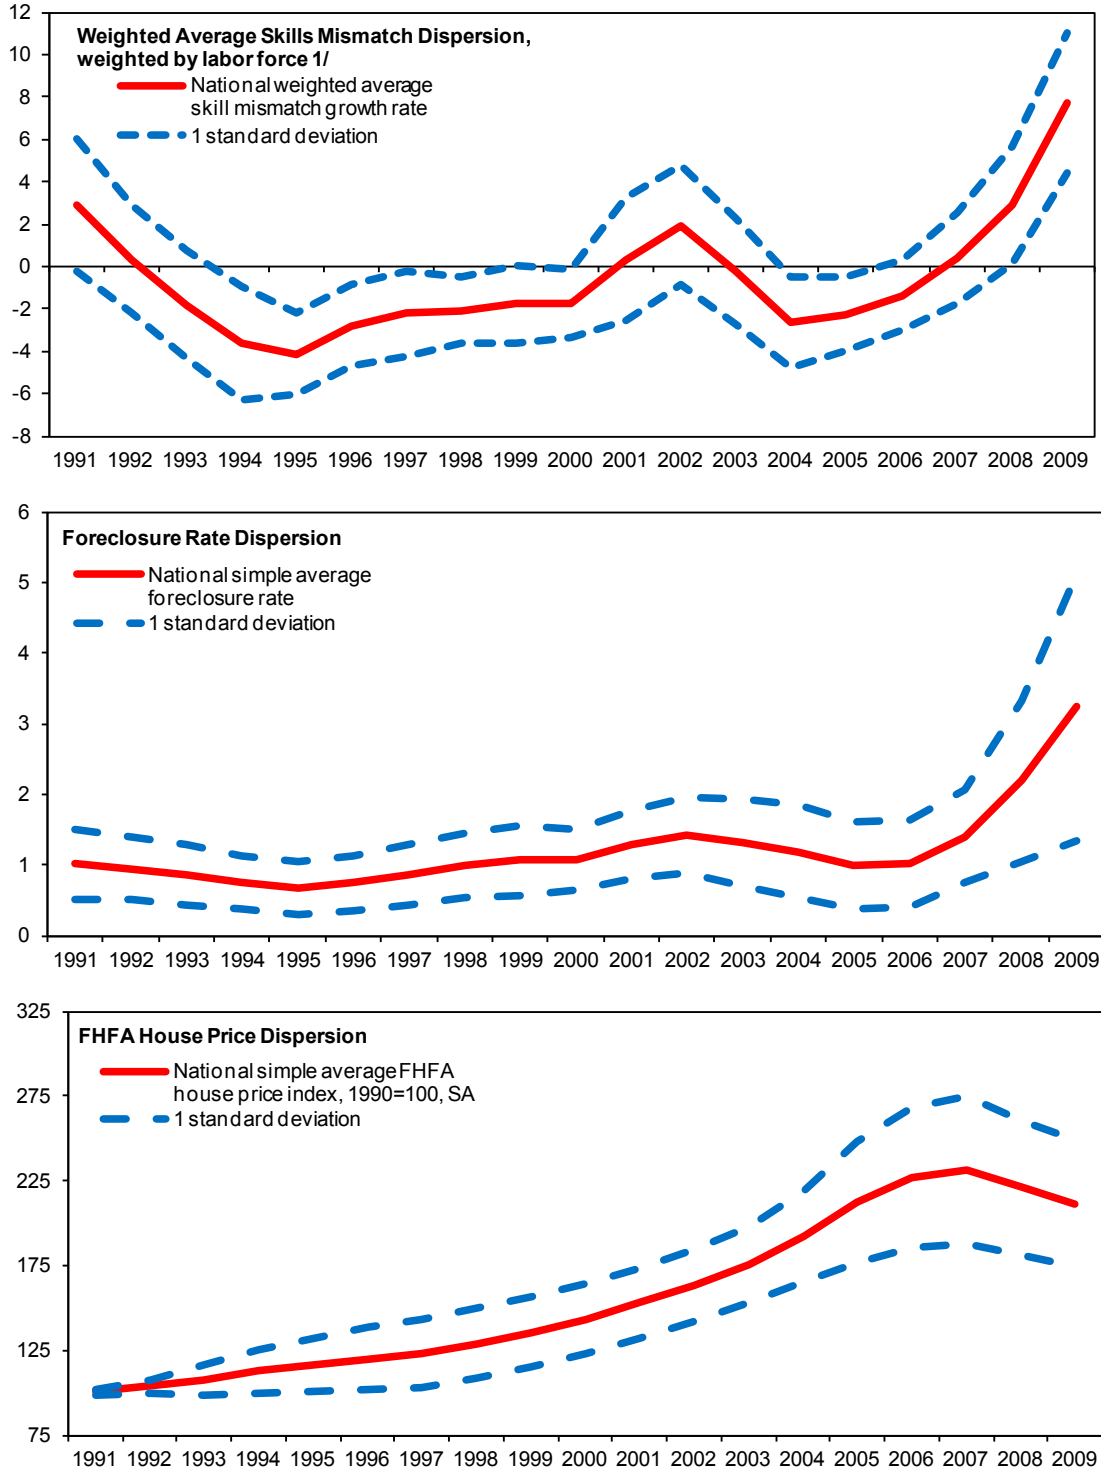 12
10
8
6
4
2
0
-2
-4
-6
-8
Weighted Average Skills Mismatch Dispersion,
weighted by labor force 1/
National weighted average
skill mismatch growth rate
1 standard deviation
1991 1992 1993 1994 1995 1996 1997 1998 1999 2000 2001 2002 2003 2004 2005 2006 2007 2008 2009
6
5
4
3
2
1
0
Foreclosure Rate Dispersion
National simple average
foreclosure rate
1 standard deviation
1991 1992 1993 1994 1995 1996 1997 1998 1999 2000 2001 2002 2003 2004 2005 2006 2007 2008 2009
325
275
225
175
125
75
FHFA House Price Dispersion
National simple average FHFA
house price index, 1990=100, SA
1 standard deviation
1991 1992 1993 1994 1995 1996 1997 1998 1999 2000 2001 2002 2003 2004 2005 2006 2007 2008 2009